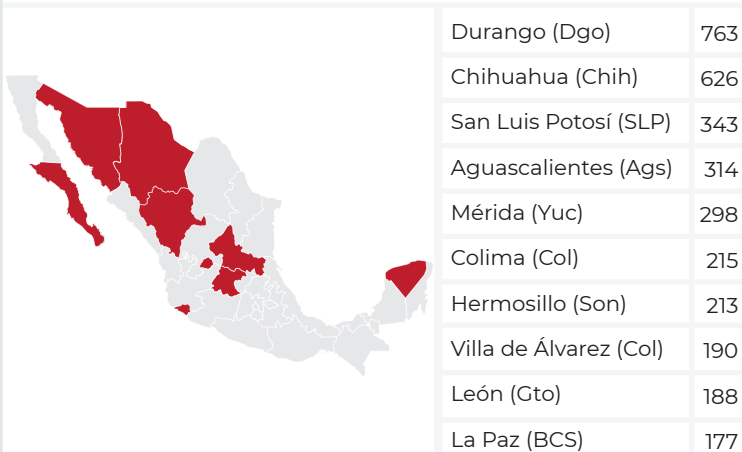 Durango (Dgo) 763
Chihuahua (Chih) 626
San Luis Potosí (SLP) 343
Aguascalientes (Ags) 314
Mérida (Yuc) 298
Colima (Col) 215
Hermosillo (Son) 213
Villa de Álvarez (Col) 190
León (Gto) 188
La Paz (BCS) 177